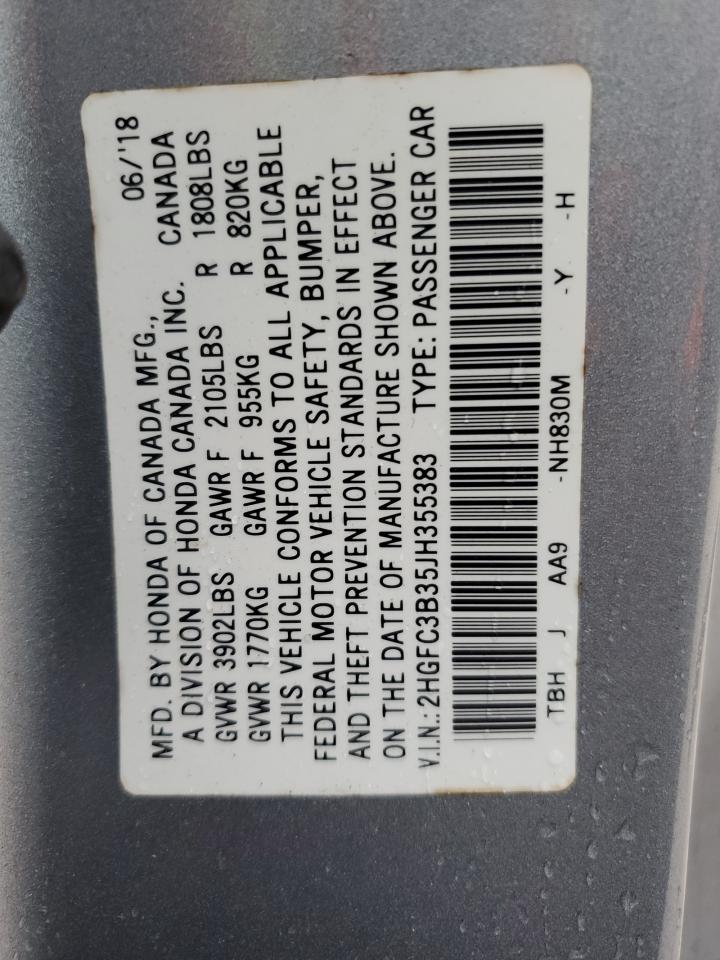 MFD. BY HONDA OF CANADA MFG., 06/'18
A DIVISION OF HONDA CANADA INC. CANADA
GVWR 3902LBS GAWR F 2105LBS R 1808LBS
GVWR 1770KG GAWR F 955KG R 820KG
THIS VEHICLE CONFORMS TO ALL APPLICABLE
FEDERAL MOTOR VEHICLE SAFETY, BUMPER,
AND THEFT PREVENTION STANDARDS IN EFFECT
ON THE DATE OF MANUFACTURE SHOWN ABOVE.
V.I.N.: 2HGFC3B35JH355383 TYPE: PASSENGER CAR
TBH J AA9 -NH830M -Y -H